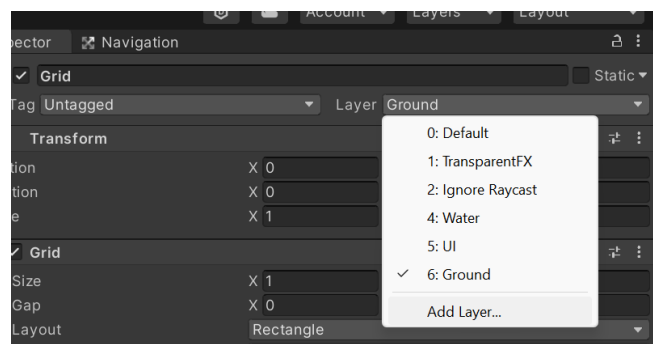 Account Layers Layout
pector Navigation
Grid Static
Tag Untagged Layer Ground
0: Default
Transform
1: TransparentFX
tion X 0
2: Ignore Raycast
tion X 0
4: Water
e X 1
5: UI
Grid
6: Ground
Size X 1
Gap X 0
Add Layer...
Layout Rectangle